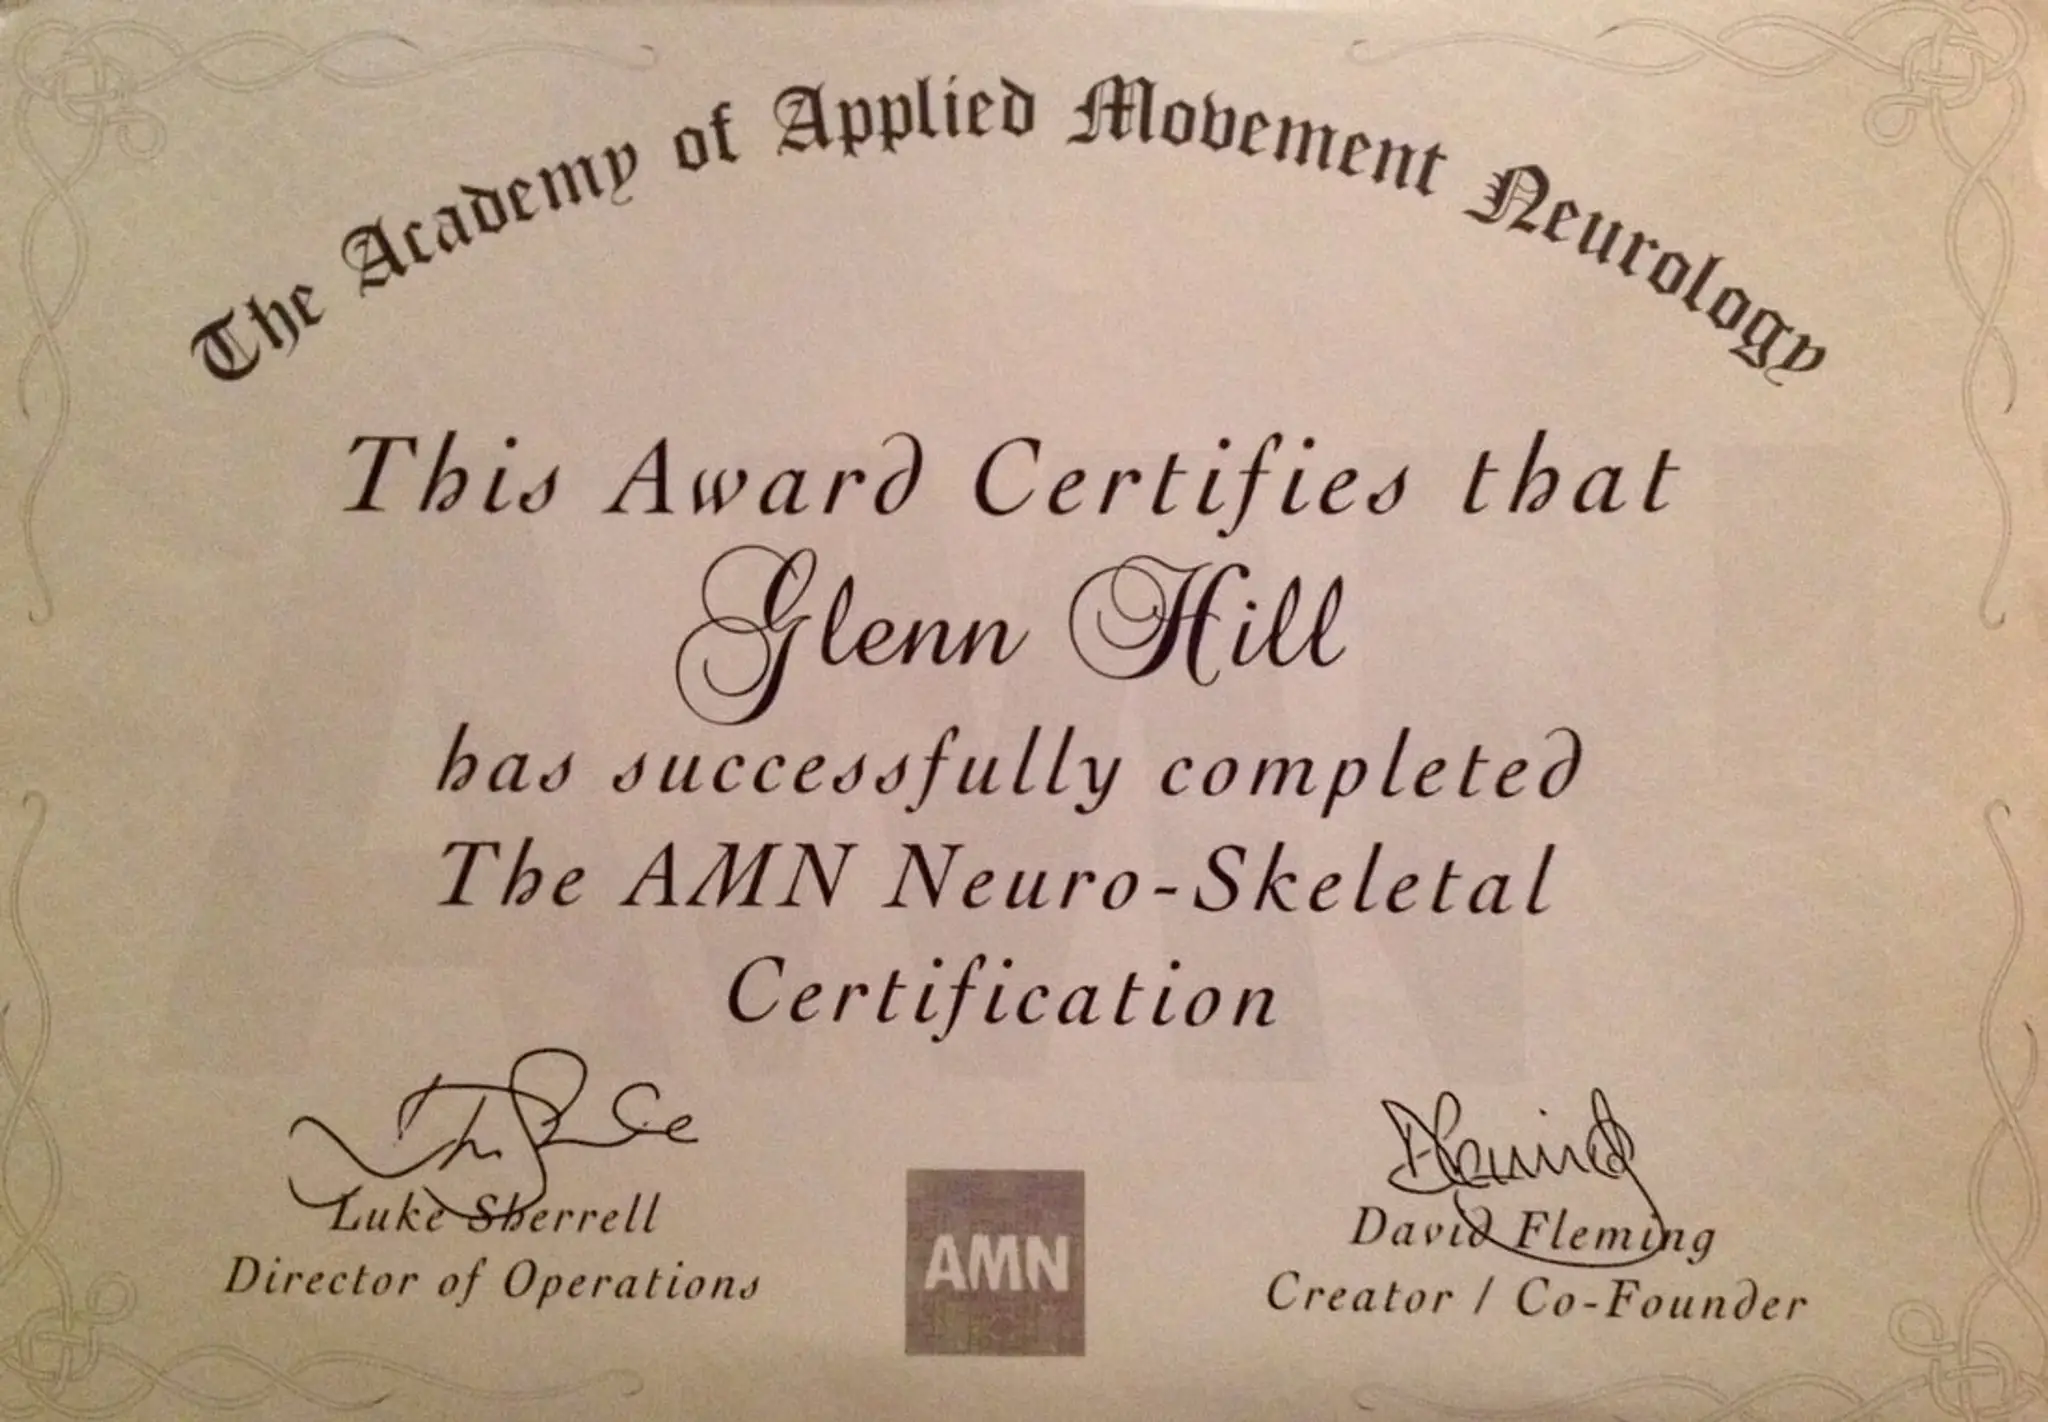 The Academy of Applied Movement Neurology
This Award Certifies that
Glenn Hill
has successfully completed
The AMN Neuro-Skeletal
Certification
Luke Sherrell
Director of Operations
AMN
David Fleming
Creator / Co-Founder